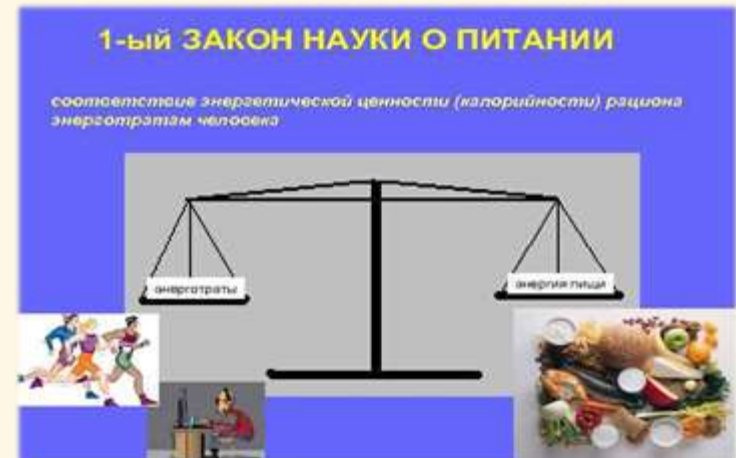 1-ый ЗАКОН НАУКИ О ПИТАНИИ
соответствие энергетической ценности (калорийности) рациона
энерготратам человека
энерготраты
энергия пищи